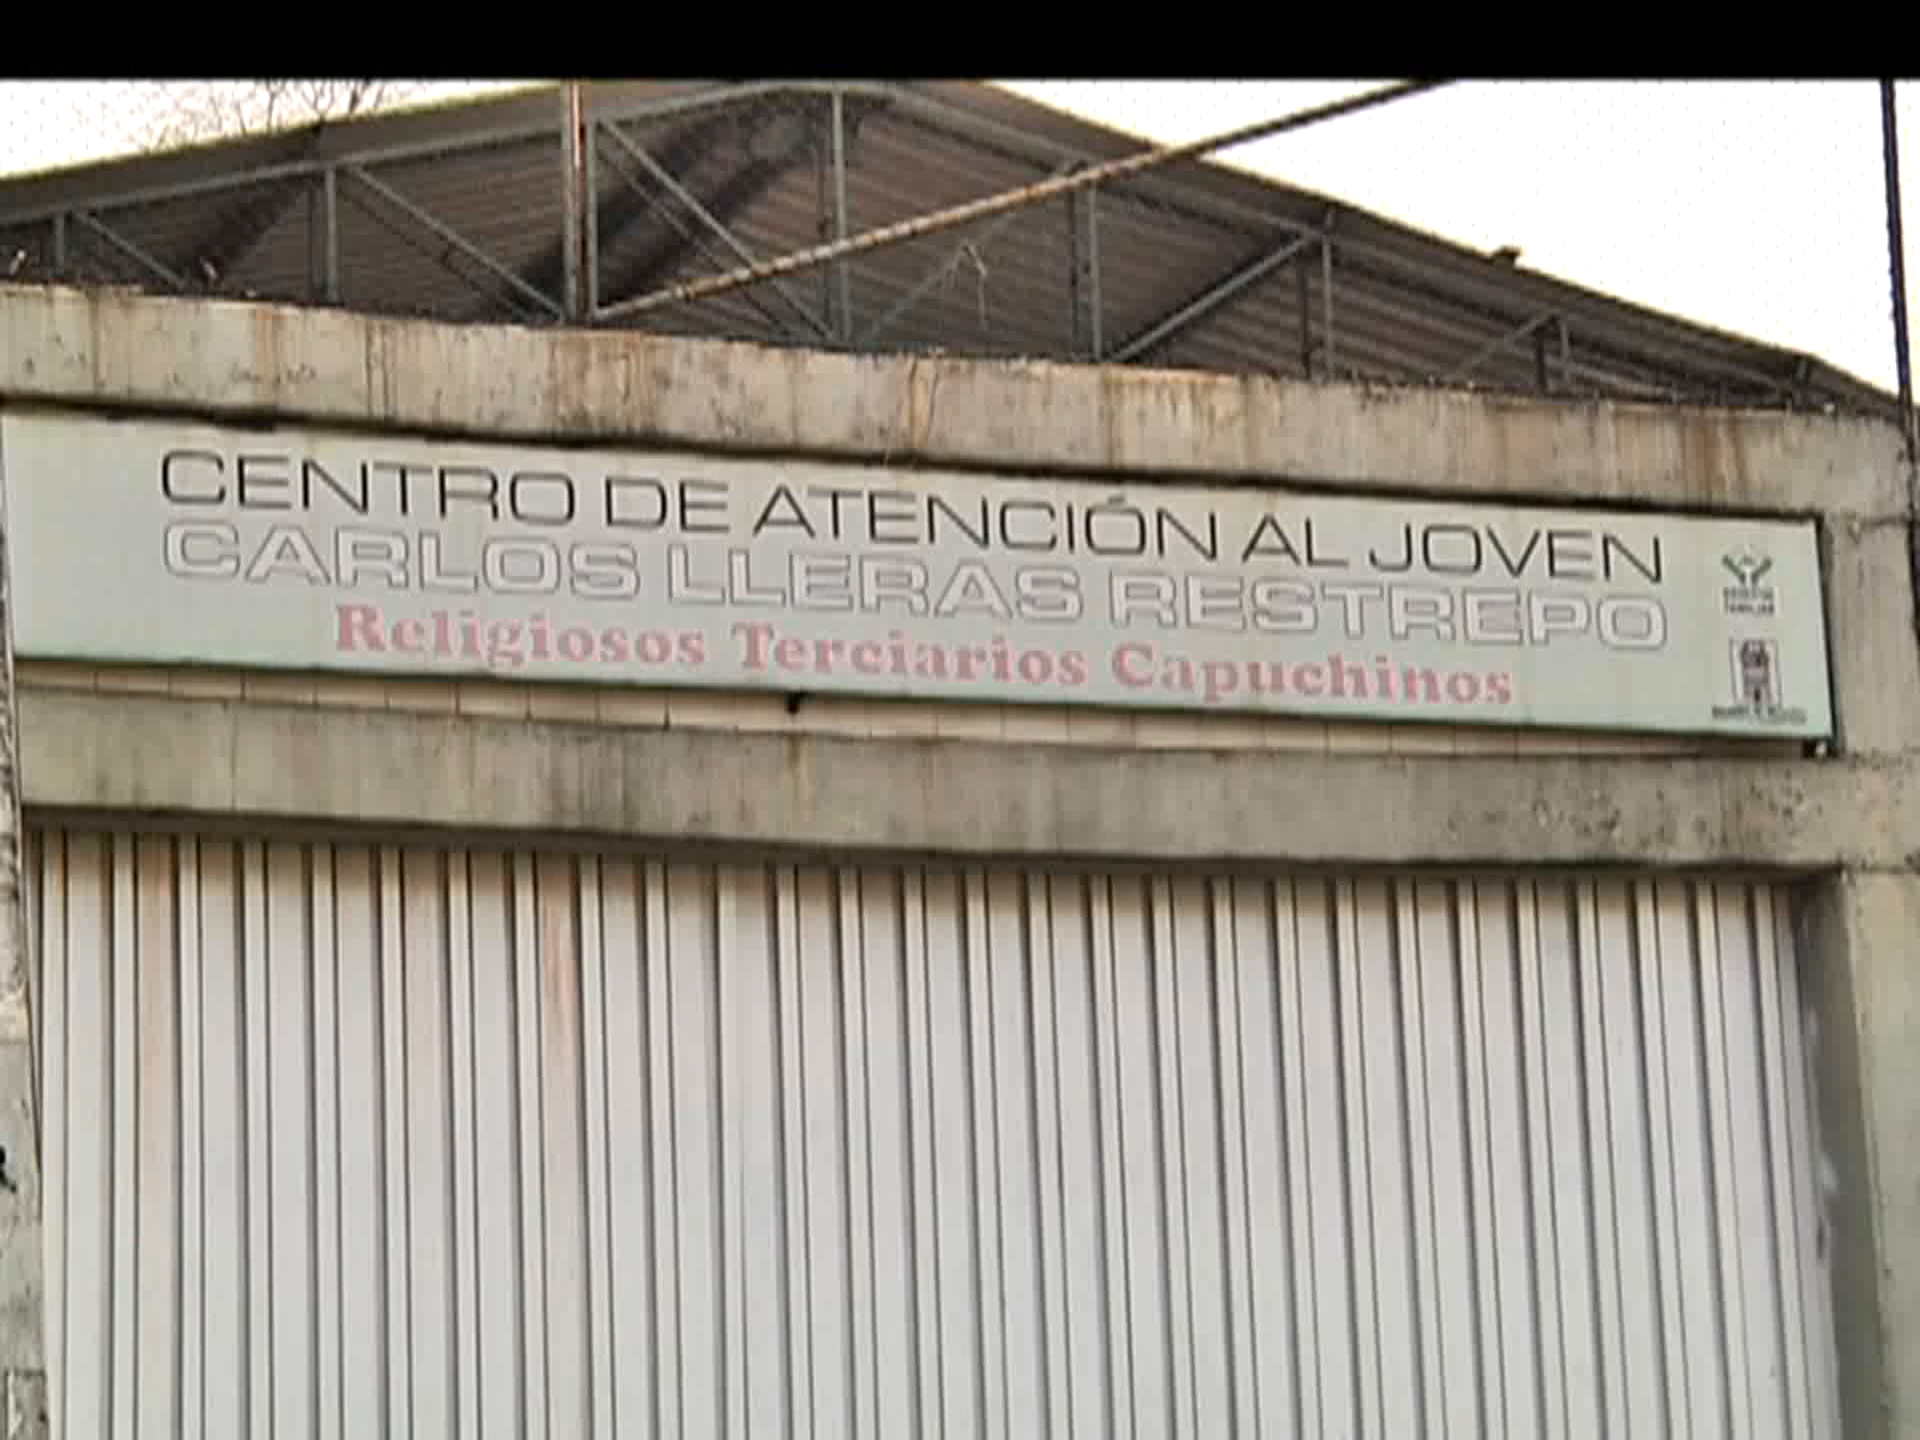 CENTRO DE ATENCIÓN AL JOVEN
CARLOS LLERAS RESTREPO
Religiosos Terciarios Capuchinos